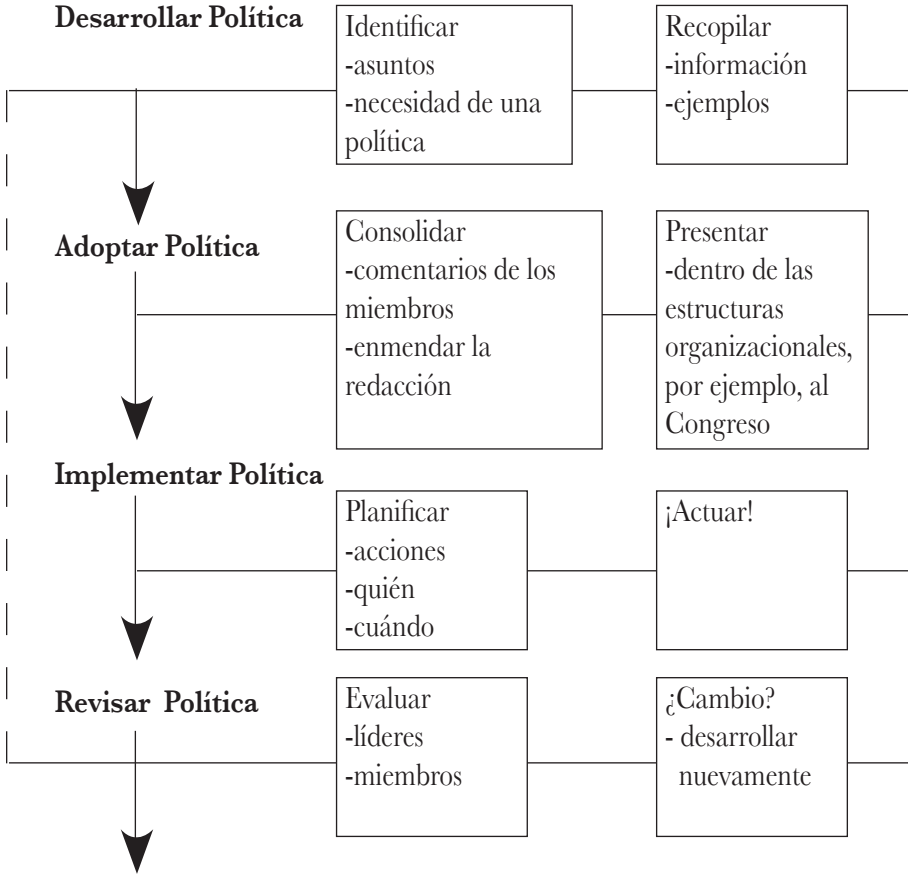 Desarrollar Política
Identificar
-asuntos
-necesidad de una
política
Recopilar
-información
-ejemplos
Adoptar Política
Consolidar
-comentarios de los
miembros
-enmendar la
redacción
Presentar
-dentro de las
estructuras
organizacionales,
por ejemplo, al
Congreso
Implementar Política
Planificar
-acciones
-quién
-cuándo
¡Actuar!
Revisar Política
Evaluar
-líderes
-miembros
¿Cambio?
- desarrollar
nuevamente